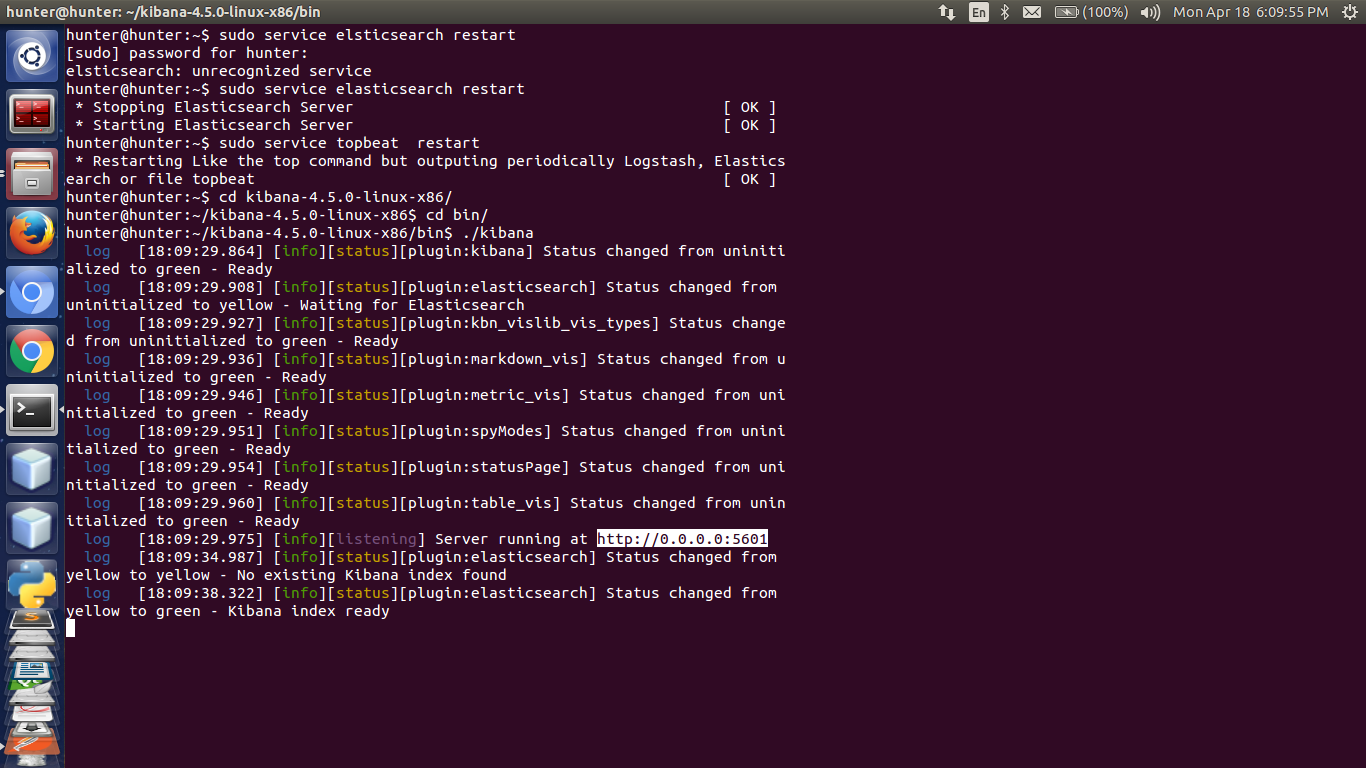 hunter@hunter: ~/kibana-4.5.0-linux-x86/bin
En
(100%)
Mon Apr 18 6:09:55 PM
hunter@hunter:~$ sudo service elsticsearch restart
[sudo] password for hunter:
elsticsearch: unrecognized service
hunter@hunter:~$ sudo service elasticsearch restart
 * Stopping Elasticsearch Server [ OK ]
 * Starting Elasticsearch Server [ OK ]
hunter@hunter:~$ sudo service topbeat  restart
 * Restarting Like the top command but outputing periodically Logstash, Elastics
earch or file topbeat [ OK ]
hunter@hunter:~$ cd kibana-4.5.0-linux-x86/
hunter@hunter:~/kibana-4.5.0-linux-x86$ cd bin/
hunter@hunter:~/kibana-4.5.0-linux-x86/bin$ ./kibana
  log   [18:09:29.864] [info][status][plugin:kibana] Status changed from uniniti
alized to green - Ready
  log   [18:09:29.908] [info][status][plugin:elasticsearch] Status changed from
uninitialized to yellow - Waiting for Elasticsearch
  log   [18:09:29.927] [info][status][plugin:kbn_vislib_vis_types] Status change
d from uninitialized to green - Ready
  log   [18:09:29.936] [info][status][plugin:markdown_vis] Status changed from u
ninitialized to green - Ready
  log   [18:09:29.946] [info][status][plugin:metric_vis] Status changed from uni
nitialized to green - Ready
  log   [18:09:29.951] [info][status][plugin:spyModes] Status changed from unini
tialized to green - Ready
  log   [18:09:29.954] [info][status][plugin:statusPage] Status changed from uni
nitialized to green - Ready
  log   [18:09:29.960] [info][status][plugin:table_vis] Status changed from unin
itialized to green - Ready
  log   [18:09:29.975] [info][listening] Server running at http://0.0.0.0:5601
  log   [18:09:34.987] [info][status][plugin:elasticsearch] Status changed from
yellow to yellow - No existing Kibana index found
  log   [18:09:38.322] [info][status][plugin:elasticsearch] Status changed from
yellow to green - Kibana index ready